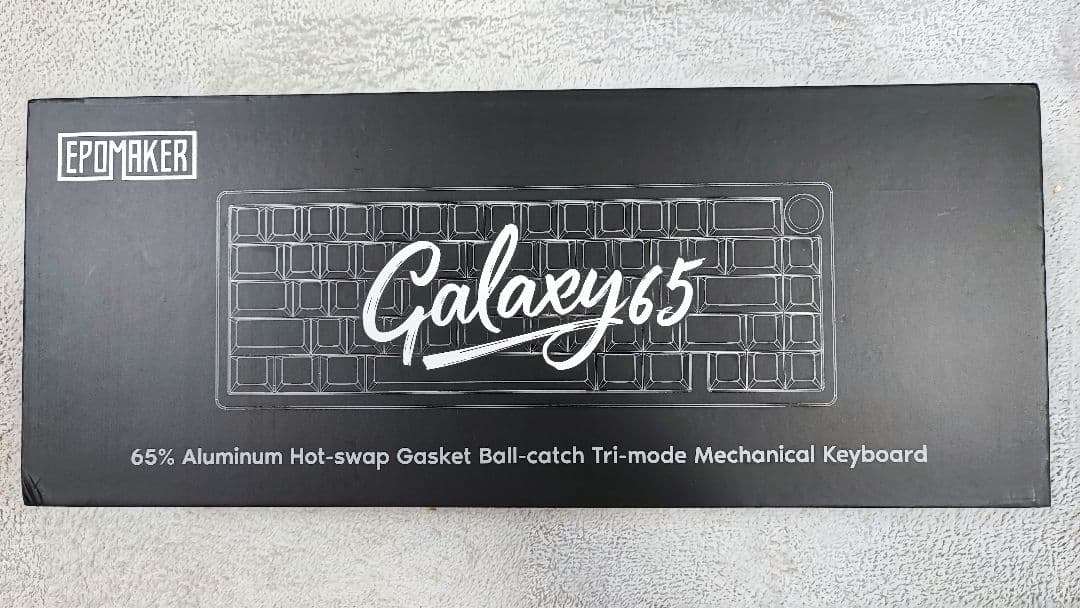 EPOMAKER
Galaxy65
65% Aluminum Hot-swap Gasket Ball-catch Tri-mode Mechanical Keyboard